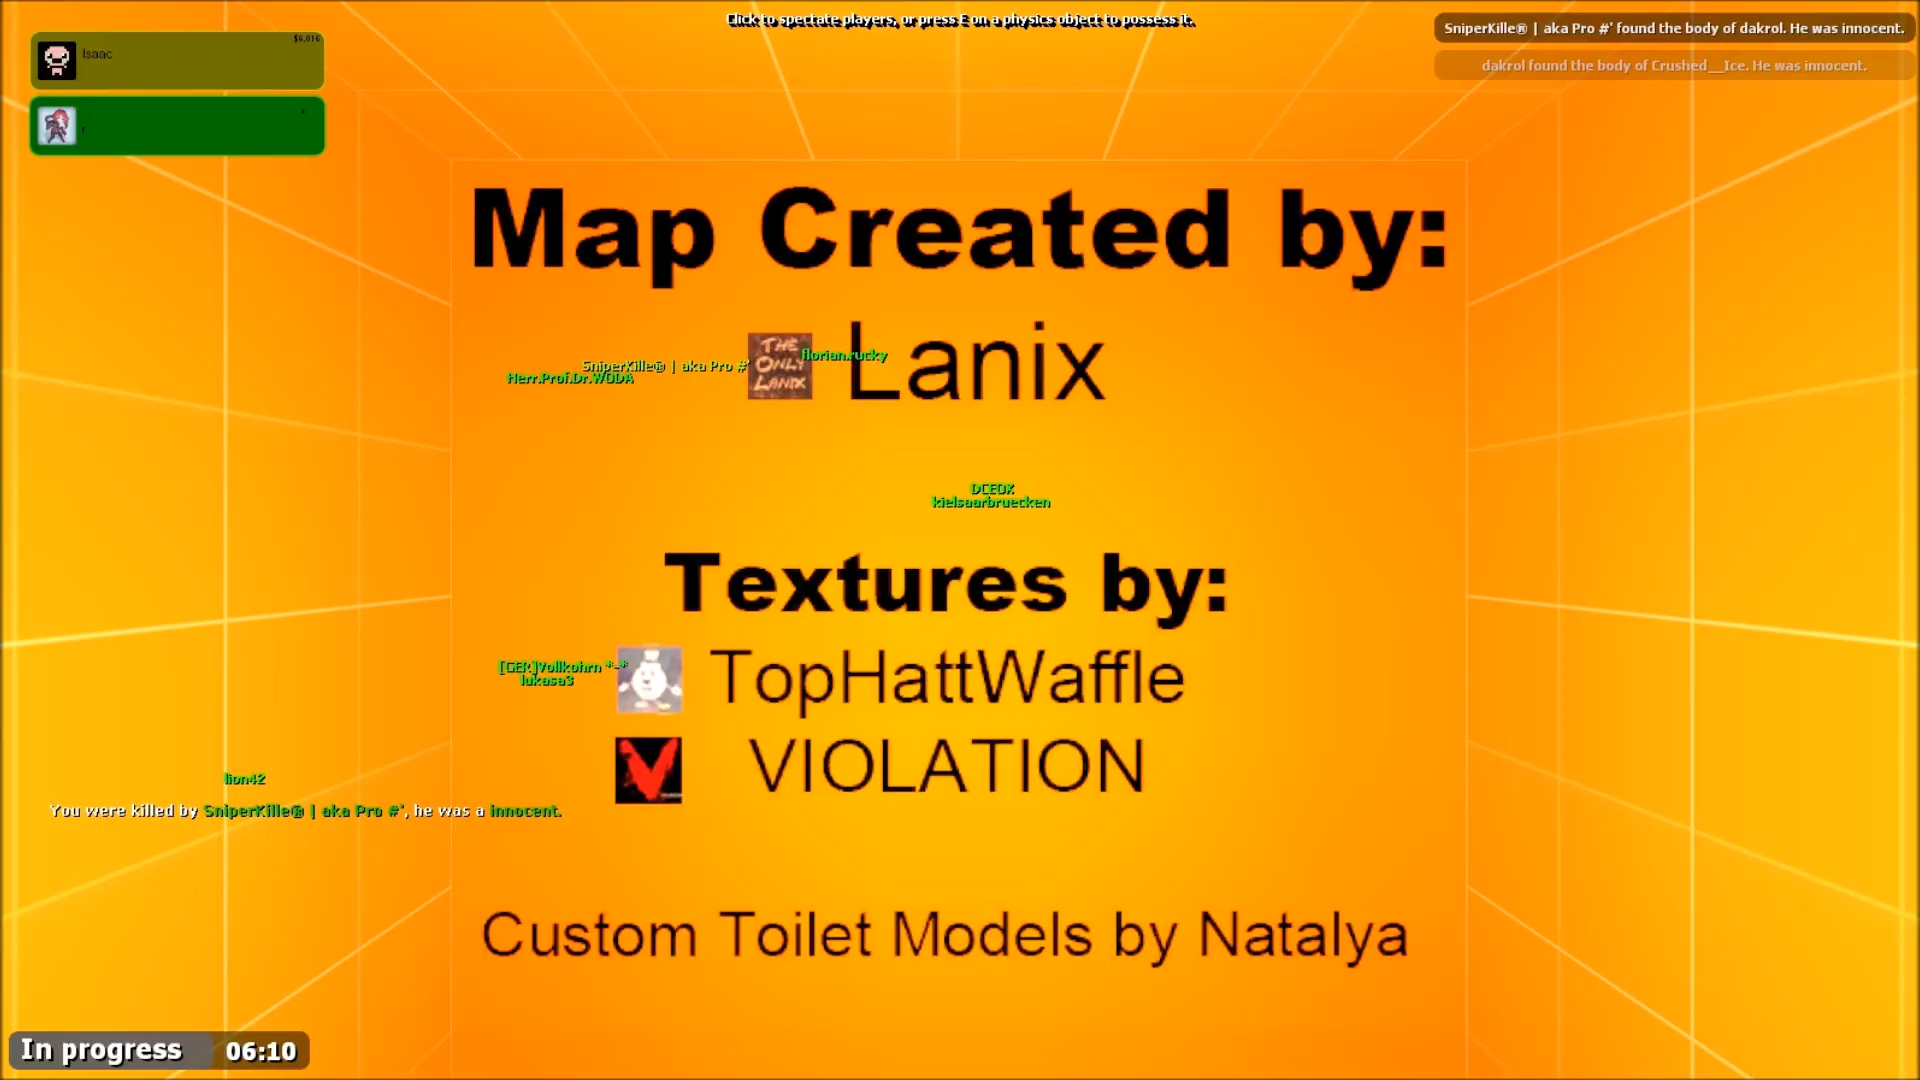 Click to spectate players, or press E on a physics object to possess it.
SniperKille® | aka Pro #' found the body of dakrol. He was innocent.
dakrol found the body of Crushed__Ice. He was innocent.
$6,016
Isaac
Map Created by:
THE
ONLY
LANIX
Lanix
florian.rucky
SniperKille® | aka Pro #'
Herr.Prof.Dr.WODA
DCEDX
kielsaarbruecken
Textures by:
[GER]Vollkohrn *-*
lukasa3
TopHattWaffle
VIOLATION
lion42
You were killed by SniperKille® | aka Pro #', he was a innocent.
Custom Toilet Models by Natalya
In progress 06:10